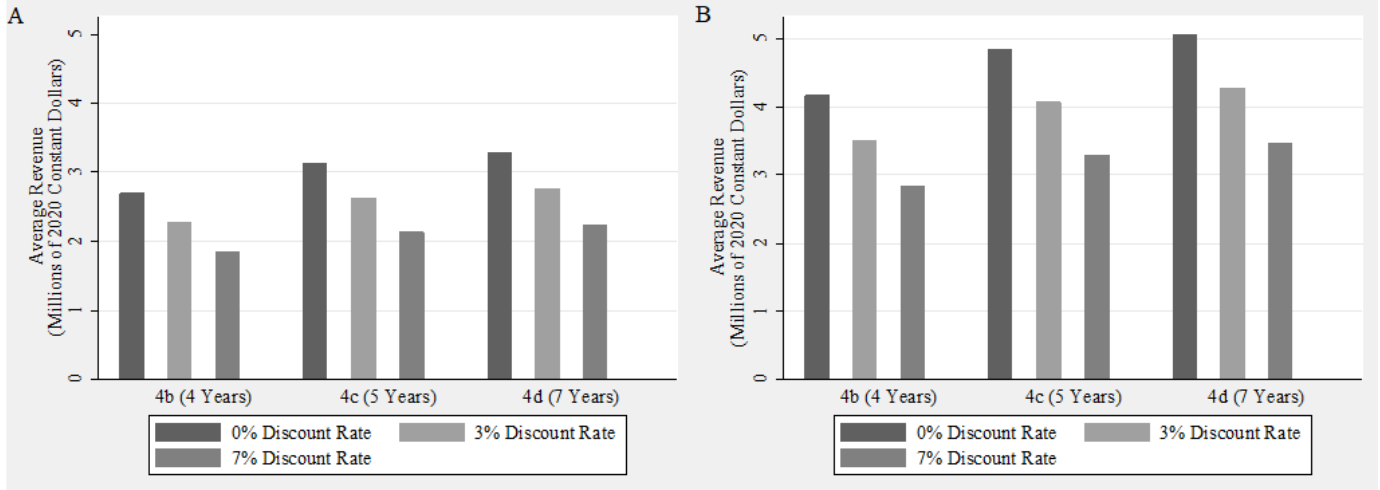 A
Average Revenue
(Millions of 2020 Constant Dollars)
5
4
3
2
1
0
4b (4 Years)
4c (5 Years)
4d (7 Years)
0% Discount Rate
3% Discount Rate
7% Discount Rate
B
Average Revenue
(Millions of 2020 Constant Dollars)
5
4
3
2
1
0
4b (4 Years)
4c (5 Years)
4d (7 Years)
0% Discount Rate
3% Discount Rate
7% Discount Rate